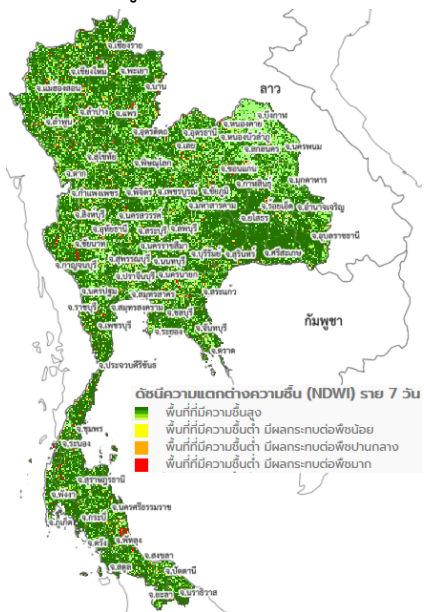 จ.เชียงราย
จ.เชียงใหม่ จ.พะเยา
จ.แม่ฮ่องสอน จ.น่าน
ลาว
จ.ลำปาง จ.แพร่
จ.บึงกาฬ
จ.ลำพูน
จ.หนองคาย
จ.อุตรดิตถ์ จ.อุดรธานี จ.หนองบัวลำภู
จ.เลย จ.สกลนคร จ.นครพนม
จ.สุโขทัย จ.พิษณุโลก จ.ขอนแก่น
จ.ตาก จ.กาฬสินธุ์ จ.มุกดาหาร
จ.กำแพงเพชร จ.พิจิตร จ.เพชรบูรณ์ จ.ชัยภูมิ
จ.มหาสารคาม จ.ร้อยเอ็ด จ.อำนาจเจริญ
จ.สิงห์บุรี จ.นครสวรรค์ จ.ยโสธร
จ.อุทัยธานี จ.สระบุรี จ.ลพบุรี จ.อุบลราชธานี
จ.ชัยนาท จ.นครราชสีมา จ.บุรีรัมย์ จ.สุรินทร์ จ.ศรีสะเกษ
จ.กาญจนบุรี จ.สุพรรณบุรี จ.นนทบุรี
จ.ปราจีนบุรี จ.นครนายก
จ.นครปฐม จ.สมุทรสาคร จ.สระแก้ว
จ.ราชบุรี จ.สมุทรสงคราม จ.ชลบุรี
กัมพูชา
จ.เพชรบุรี จ.ระยอง จ.จันทบุรี
จ.ตราด
จ.ประจวบคีรีขันธ์
ดัชนีความแตกต่างความชื้น (NDWI) ราย 7 วัน
พื้นที่ที่มีความชื้นสูง
พื้นที่ที่มีความชื้นต่ำ มีผลกระทบต่อพืชน้อย
พื้นที่ที่มีความชื้นต่ำ มีผลกระทบต่อพืชปานกลาง
พื้นที่ที่มีความชื้นต่ำ มีผลกระทบต่อพืชมาก
จ.ชุมพร
จ.ระนอง
จ.สุราษฎร์ธานี
จ.พังงา
จ.นครศรีธรรมราช
จ.ภูเก็ต จ.กระบี่
จ.ตรัง จ.พัทลุง
จ.สงขลา
จ.สตูล จ.ปัตตานี
จ.ยะลา จ.นราธิวาส